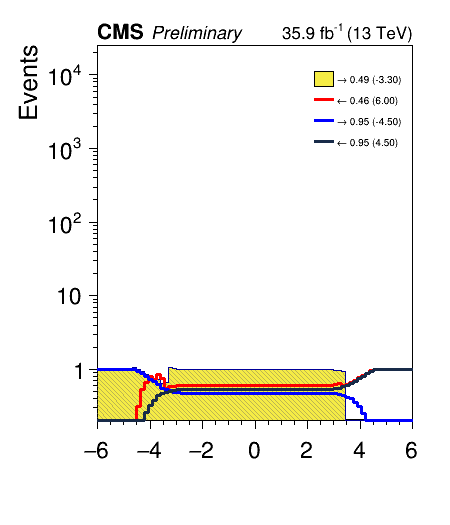 CMS Preliminary 35.9 fb⁻¹ (13 TeV)
Events
10⁴
10³
10²
10
1
→ 0.49 (-3.30)
← 0.46 (6.00)
→ 0.95 (-4.50)
← 0.95 (4.50)
−6 −4 −2 0 2 4 6